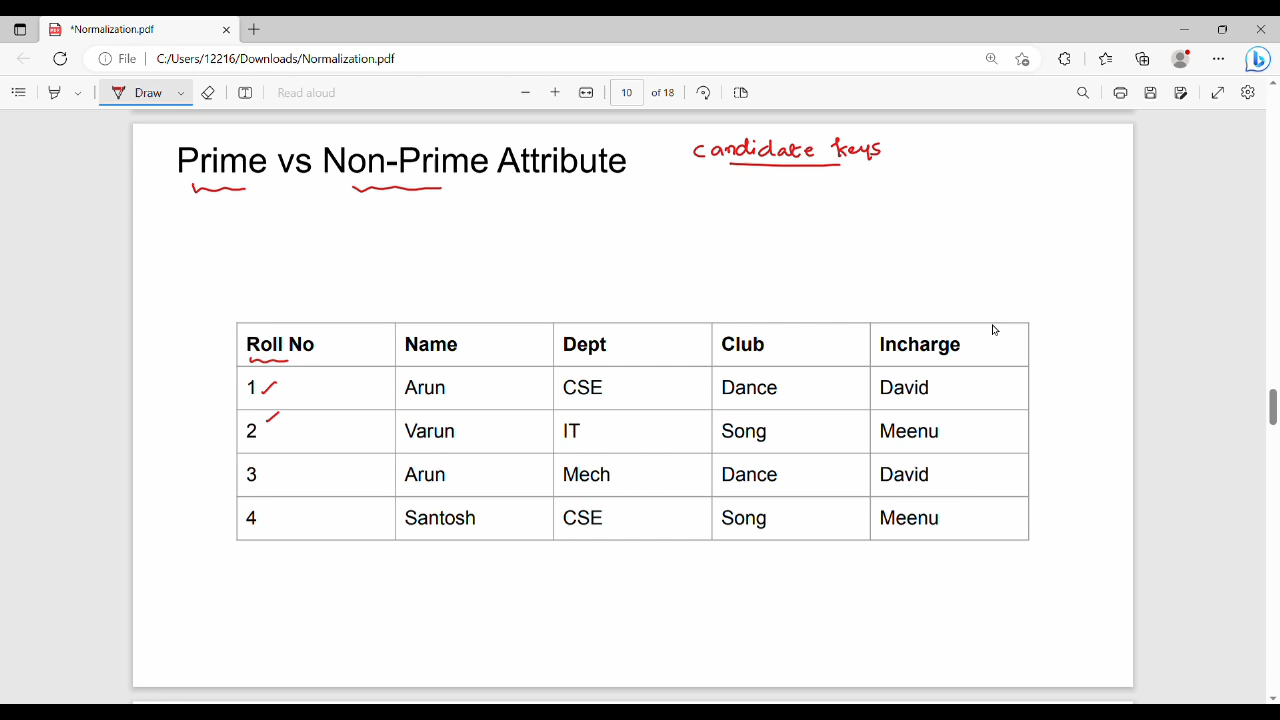 *Normalization.pdf
File C:/Users/12216/Downloads/Normalization.pdf
Draw Read aloud 10 of 18
Prime vs Non-Prime Attribute candidate keys
Roll No Name Dept Club Incharge
1 Arun CSE Dance David
2 Varun IT Song Meenu
3 Arun Mech Dance David
4 Santosh CSE Song Meenu